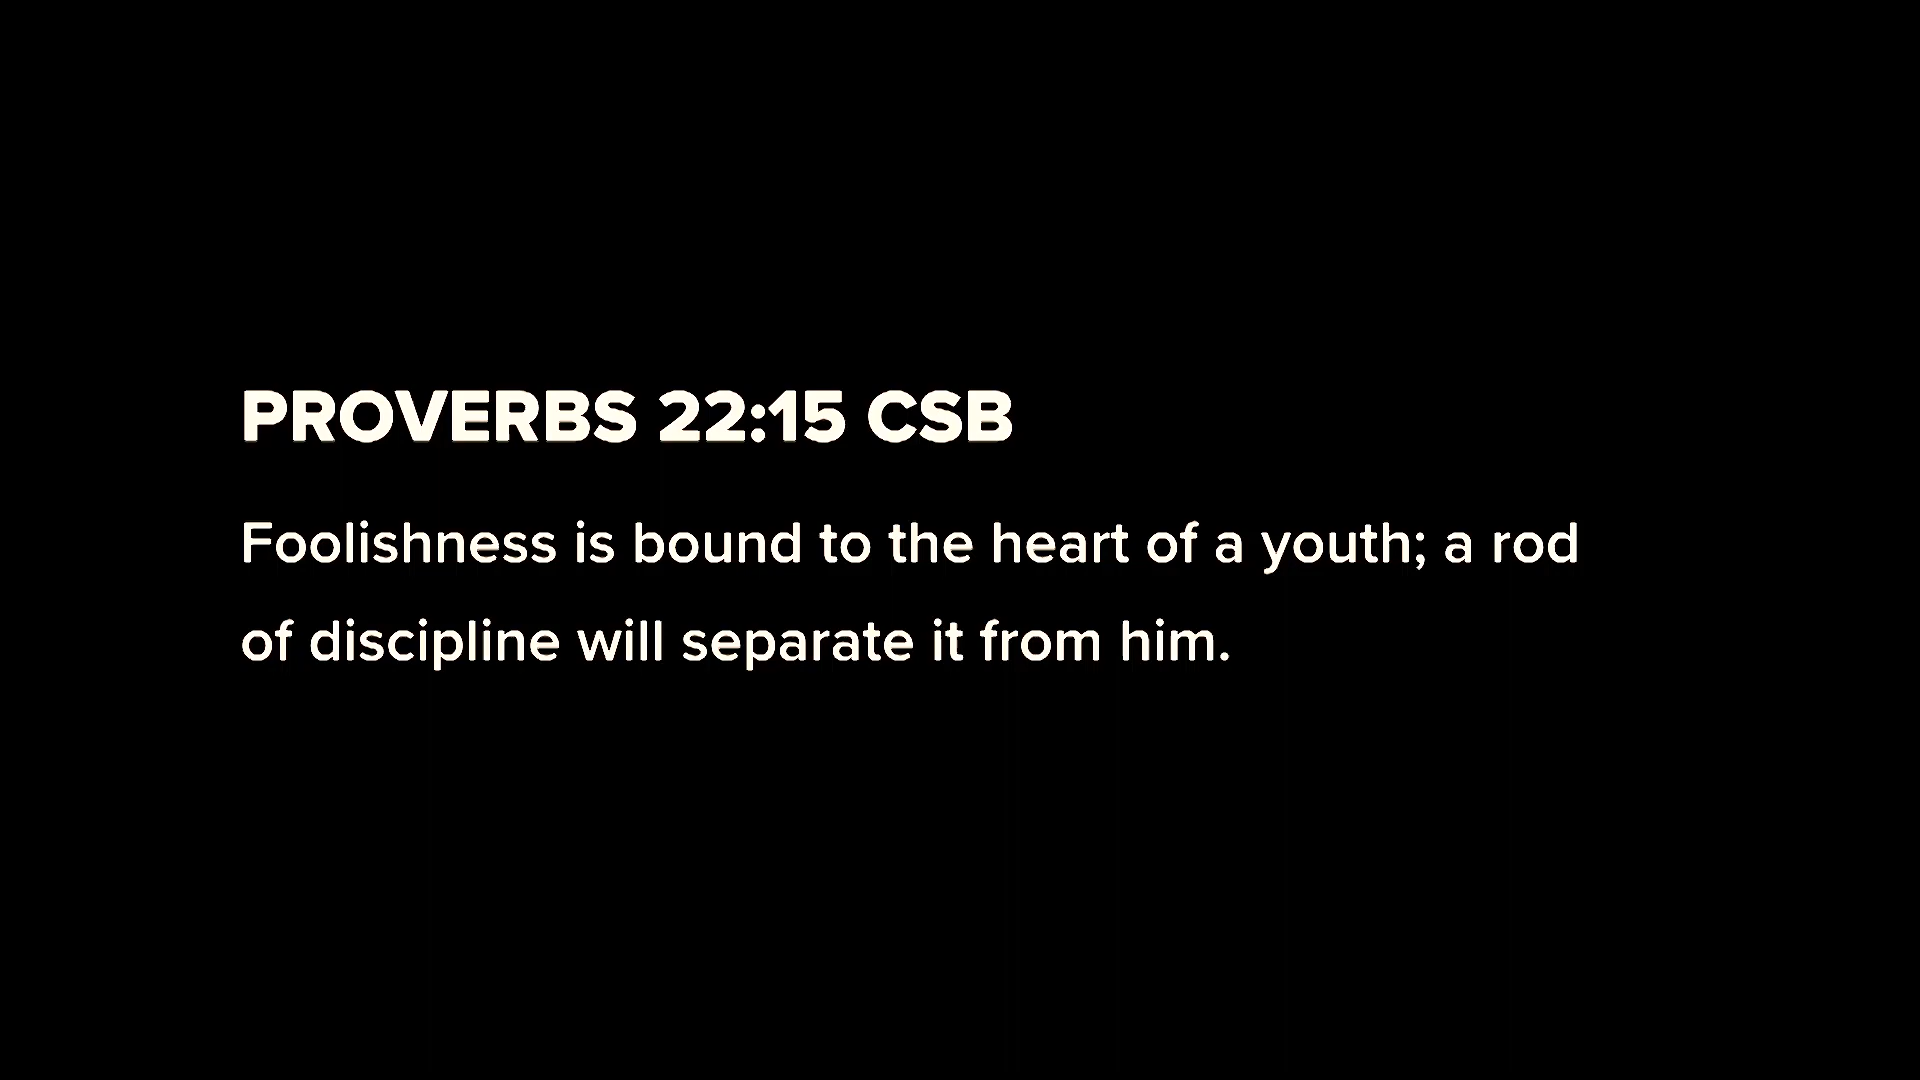 PROVERBS 22:15 CSB
Foolishness is bound to the heart of a youth; a rod
of discipline will separate it from him.